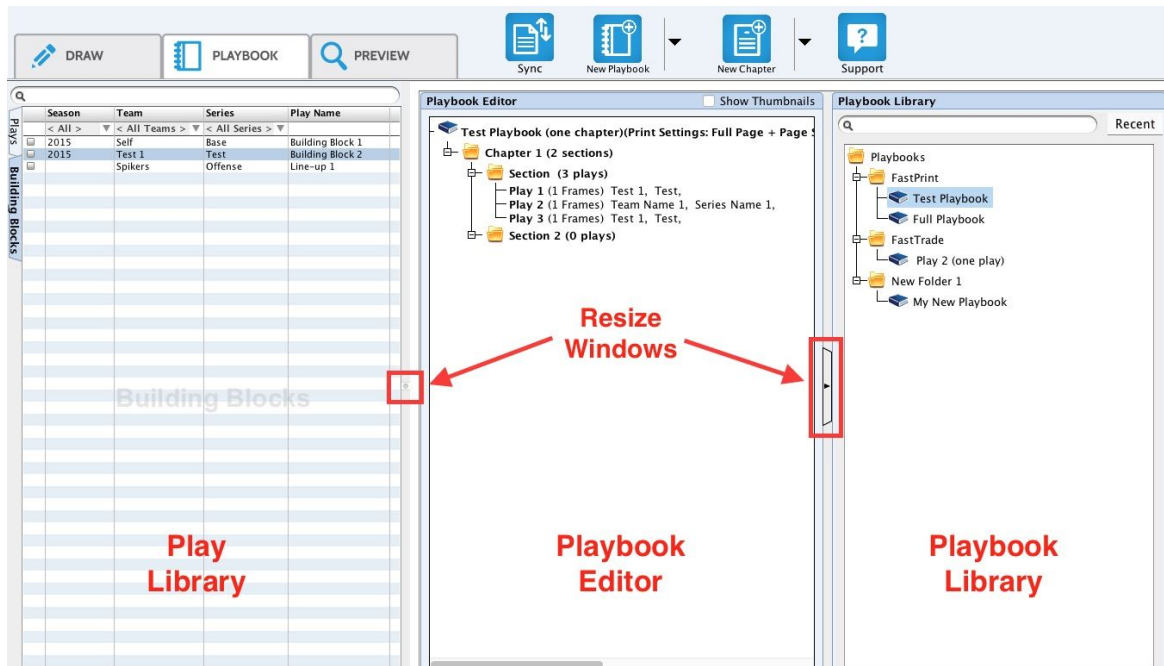 DRAW
PLAYBOOK
PREVIEW
Sync
New Playbook
New Chapter
Support
Plays
Building Blocks
Season Team Series Play Name
< All > < All Teams > < All Series >
2015 Self Base Building Block 1
2015 Test 1 Test Building Block 2
Spikers Offense Line-up 1
Building Blocks
Play
Library
Playbook Editor Show Thumbnails
Test Playbook (one chapter)(Print Settings: Full Page + Page S
Chapter 1 (2 sections)
Section (3 plays)
Play 1 (1 Frames) Test 1, Test,
Play 2 (1 Frames) Team Name 1, Series Name 1,
Play 3 (1 Frames) Test 1, Test,
Section 2 (0 plays)
Resize
Windows
Playbook
Editor
Playbook Library
Recent
Playbooks
FastPrint
Test Playbook
Full Playbook
FastTrade
Play 2 (one play)
New Folder 1
My New Playbook
Playbook
Library